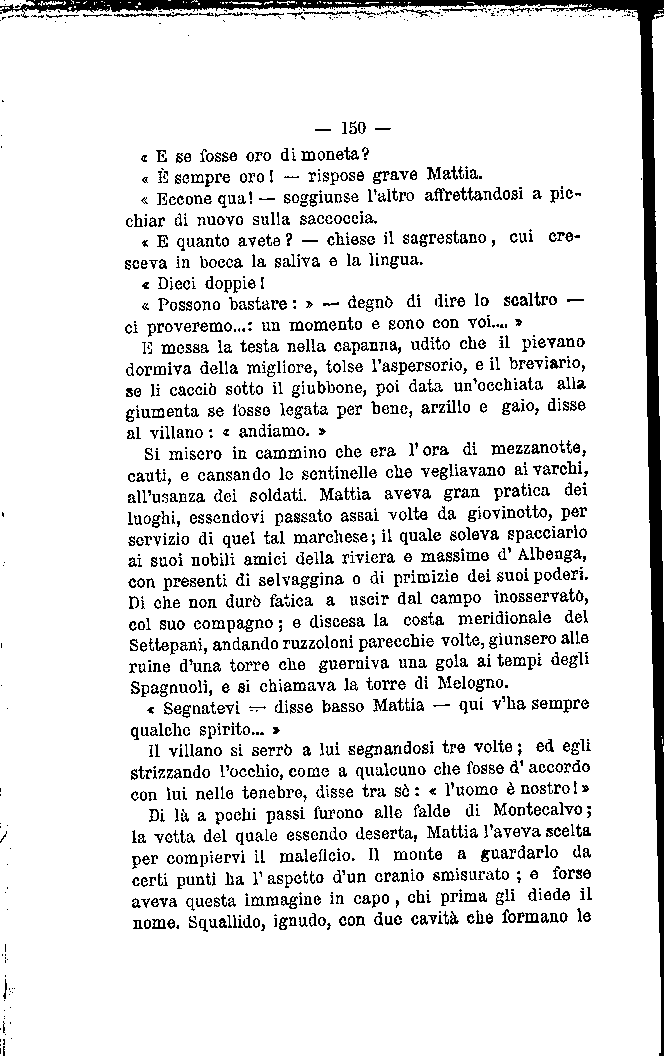 — 150 —
« E se fosse oro di moneta?
« È sempre oro! — rispose grave Mattia.
« Eccone qua! — soggiunse l'altro affrettandosi a pic-
chiar di nuovo sulla saccoccia.
« E quanto avete? — chiese il sagrestano, cui cre-
sceva in bocca la saliva e la lingua.
« Dieci doppie!
« Possono bastare: » — degnò di dire lo scaltro —
ci proveremo...: un momento e sono con voi.... »
E messa la testa nella capanna, udito che il pievano
dormiva della migliore, tolse l'aspersorio, e il breviario,
se li cacciò sotto il giubbone, poi data un'occhiata alla
giumenta se fosse legata per bene, arzillo e gaio, disse
al villano: « andiamo. »
Si misero in cammino che era l'ora di mezzanotte,
cauti, e cansando le sentinelle che vegliavano ai varchi,
all'usanza dei soldati. Mattia aveva gran pratica dei
luoghi, essendovi passato assai volte da giovinotto, per
servizio di quel tal marchese; il quale soleva spacciarlo
ai suoi nobili amici della riviera e massime d'Albenga,
con presenti di selvaggina o di primizie dei suoi poderi.
Di che non durò fatica a uscir dal campo inosservato,
col suo compagno; e discesa la costa meridionale del
Settepani, andando ruzzoloni parecchie volte, giunsero alle
ruine d'una torre che guerniva una gola ai tempi degli
Spagnuoli, e si chiamava la torre di Melogno.
« Segnatevi — disse basso Mattia — qui v'ha sempre
qualche spirito... »
Il villano si serrò a lui segnandosi tre volte; ed egli
strizzando l'occhio, come a qualcuno che fosse d'accordo
con lui nelle tenebre, disse tra sè: « l'uomo è nostro! »
Di là a pochi passi furono alle falde di Montecalvo;
la vetta del quale essendo deserta, Mattia l'aveva scelta
per compiervi il maleficio. Il monte a guardarlo da
certi punti ha l'aspetto d'un cranio smisurato; e forse
aveva questa immagine in capo, chi prima gli diede il
nome. Squallido, ignudo, con due cavità che formano le